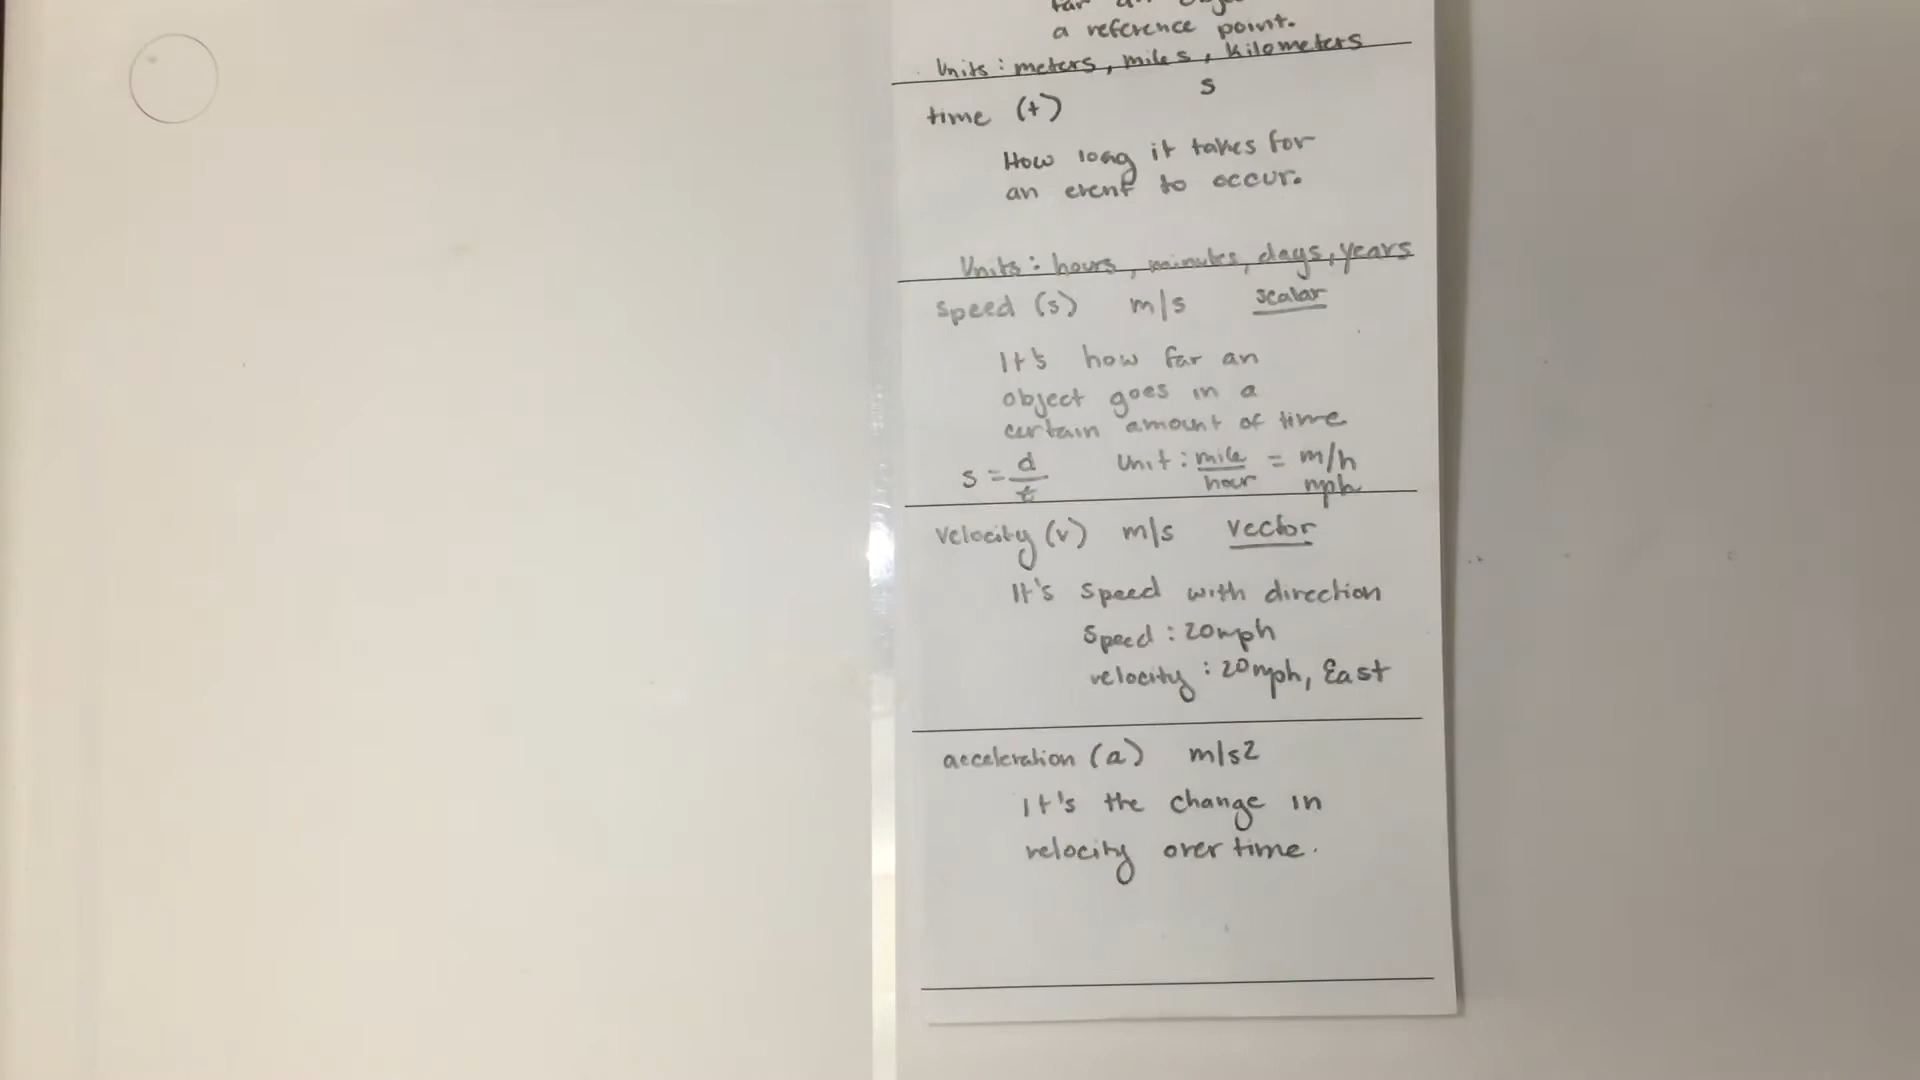 far an
a reference point.
Units: meters, miles, kilometers
time (t) s
How long it takes for
an event to occur.
Units: hours, minutes, days, years
speed (s) m/s scalar
It's how far an
object goes in a
certain amount of time
s = d/t Unit: mile/hour = m/h
mph
velocity (v) m/s vector
It's speed with direction
speed: 20mph
velocity: 20mph, East
acceleration (a) m/s2
It's the change in
velocity over time.